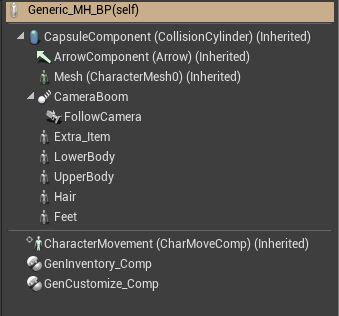 Generic_MH_BP(self)
CapsuleComponent (CollisionCylinder) (Inherited)
ArrowComponent (Arrow) (Inherited)
Mesh (CharacterMesh0) (Inherited)
CameraBoom
FollowCamera
Extra_Item
LowerBody
UpperBody
Hair
Feet
CharacterMovement (CharMoveComp) (Inherited)
GenInventory_Comp
GenCustomize_Comp